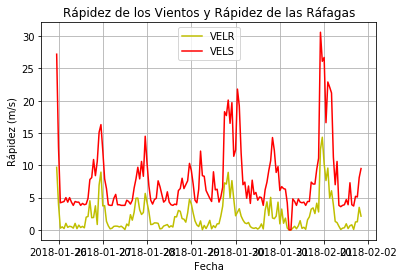 Rápidez de los Vientos y Rápidez de las Ráfagas
VELR
VELS
Rápidez (m/s)
30
25
20
15
10
5
0
2018-01-26 2018-01-27 2018-01-28 2018-01-29 2018-01-30 2018-01-31 2018-02-01 2018-02-02
Fecha